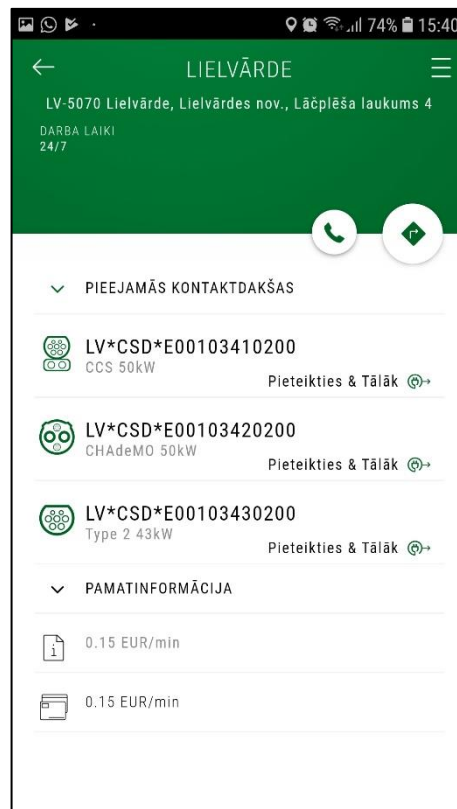 74% 15:40
LIELVĀRDE
LV-5070 Lielvārde, Lielvārdes nov., Lāčplēša laukums 4
DARBA LAIKI
24/7
PIEEJAMĀS KONTAKTDAKŠAS
LV*CSD*E00103410200
CCS 50kW
Pieteikties & Tālāk
LV*CSD*E00103420200
CHAdeMO 50kW
Pieteikties & Tālāk
LV*CSD*E00103430200
Type 2 43kW
Pieteikties & Tālāk
PAMATINFORMĀCIJA
0.15 EUR/min
0.15 EUR/min